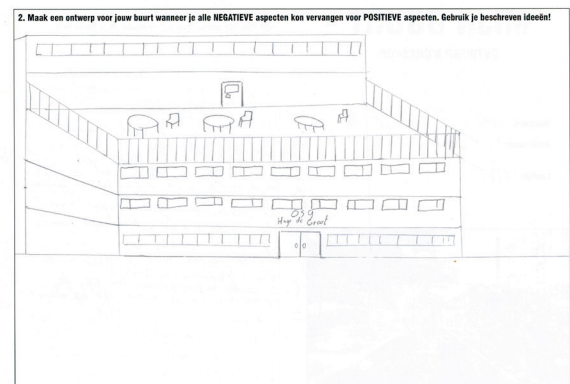 2. Maak een ontwerp voor jouw buurt wanneer je alle NEGATIEVE aspecten kon vervangen voor POSITIEVE aspecten. Gebruik je beschreven ideeën!
OSG
Hugo de Groot